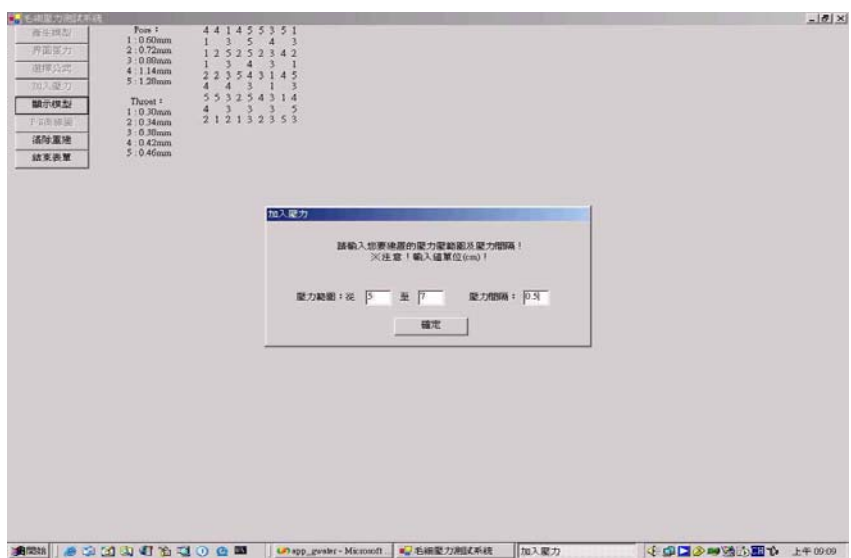 毛細壓力測試系統
產生模型
界面張力
選擇公式
加入壓力
顯示模型
清除重繪
結束表單
Pore :
1 : 0.60mm
2 : 0.72mm
3 : 0.88mm
4 : 1.14mm
5 : 1.28mm
Throat :
1 : 0.30mm
2 : 0.34mm
3 : 0.38mm
4 : 0.42mm
5 : 0.46mm
4 4 1 4 5 5 3 5 1
1 3 5 4 3
1 2 5 2 5 2 3 4 2
1 3 4 3 1
2 2 3 5 4 3 1 4 5
4 4 3 1 3
5 5 3 2 5 4 3 1 4
4 3 3 3 5
2 1 2 1 3 2 3 5 3
加入壓力
請輸入您要繪圖的壓力壓範圍及壓力間隔！
※注意！輸入值單位(cm)！
壓力範圍：從 5 至 7 壓力間隔： 0.5
確定
開始
app_gwater - Microsoft ...
毛細壓力測試系統
加入壓力
CH
上午 09:09